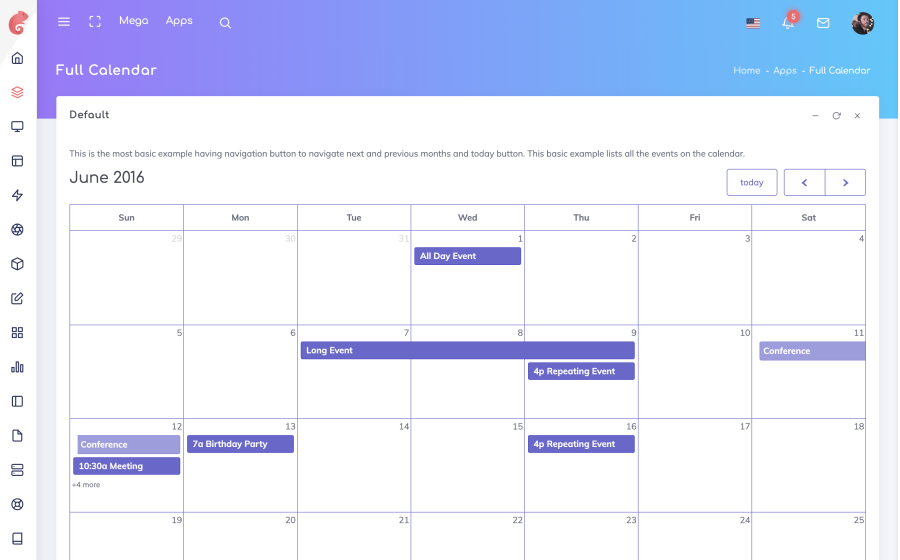 Mega Apps
5
Full Calendar
Home - Apps - Full Calendar
Default
This is the most basic example having navigation button to navigate next and previous months and today button. This basic example lists all the events on the calendar.
June 2016
today
Sun Mon Tue Wed Thu Fri Sat
29 30 31 1 2 3 4
All Day Event
5 6 7 8 9 10 11
Long Event
Conference
4p Repeating Event
12 13 14 15 16 17 18
Conference
7a Birthday Party
4p Repeating Event
10:30a Meeting
+4 more
19 20 21 22 23 24 25